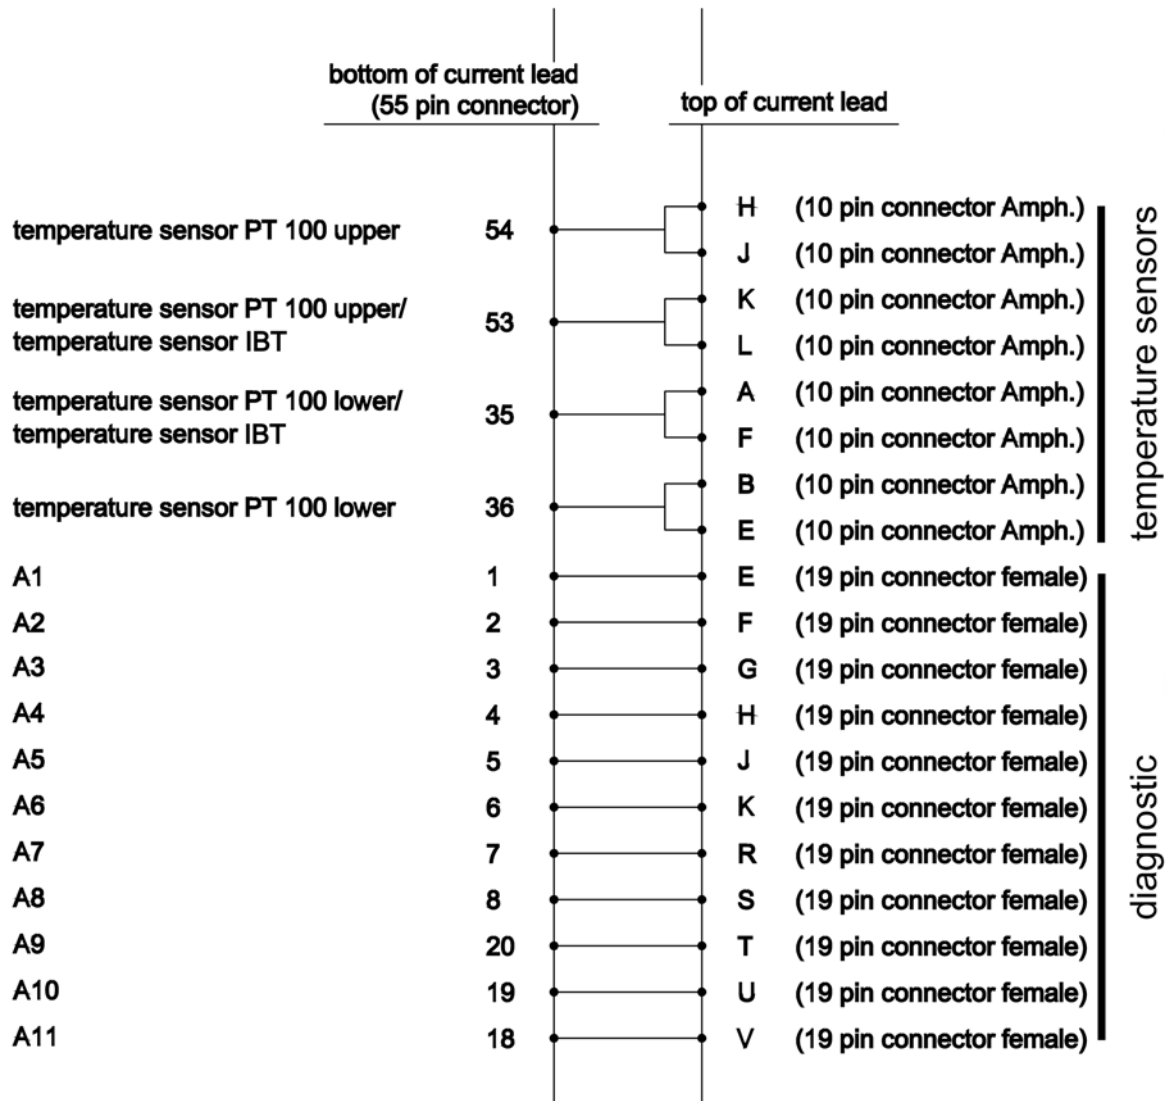 bottom of current lead
(55 pin connector)
top of current lead
temperature sensor PT 100 upper 54 H (10 pin connector Amph.)
J (10 pin connector Amph.)
temperature sensor PT 100 upper/
temperature sensor IBT 53 K (10 pin connector Amph.)
L (10 pin connector Amph.)
temperature sensor PT 100 lower/
temperature sensor IBT 35 A (10 pin connector Amph.)
F (10 pin connector Amph.)
temperature sensor PT 100 lower 36 B (10 pin connector Amph.)
E (10 pin connector Amph.)
temperature sensors
A1 1 E (19 pin connector female)
A2 2 F (19 pin connector female)
A3 3 G (19 pin connector female)
A4 4 H (19 pin connector female)
A5 5 J (19 pin connector female)
A6 6 K (19 pin connector female)
A7 7 R (19 pin connector female)
A8 8 S (19 pin connector female)
A9 20 T (19 pin connector female)
A10 19 U (19 pin connector female)
A11 18 V (19 pin connector female)
diagnostic